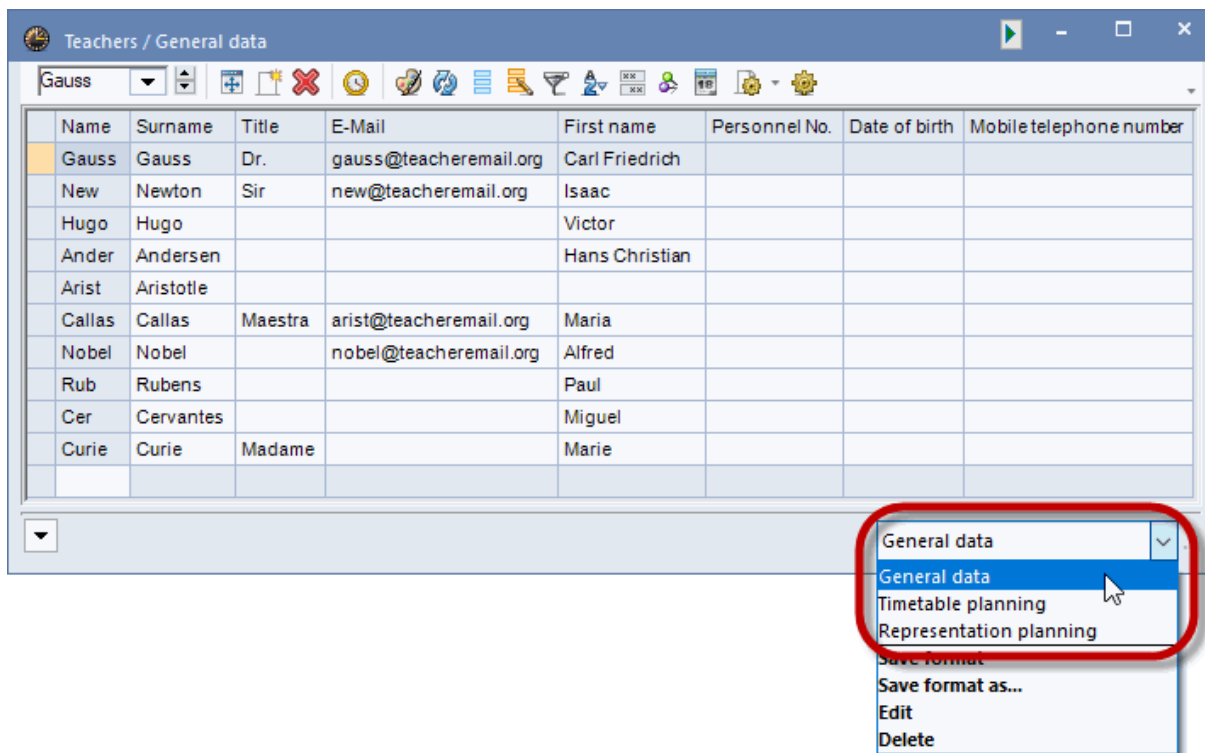 Teachers / General data
Gauss
Name Surname Title E-Mail First name Personnel No. Date of birth Mobile telephone number
Gauss Gauss Dr. gauss@teacheremail.org Carl Friedrich
New Newton Sir new@teacheremail.org Isaac
Hugo Hugo Victor
Ander Andersen Hans Christian
Arist Aristotle
Callas Callas Maestra arist@teacheremail.org Maria
Nobel Nobel nobel@teacheremail.org Alfred
Rub Rubens Paul
Cer Cervantes Miguel
Curie Curie Madame Marie
General data
General data
Timetable planning
Representation planning
Save format
Save format as...
Edit
Delete